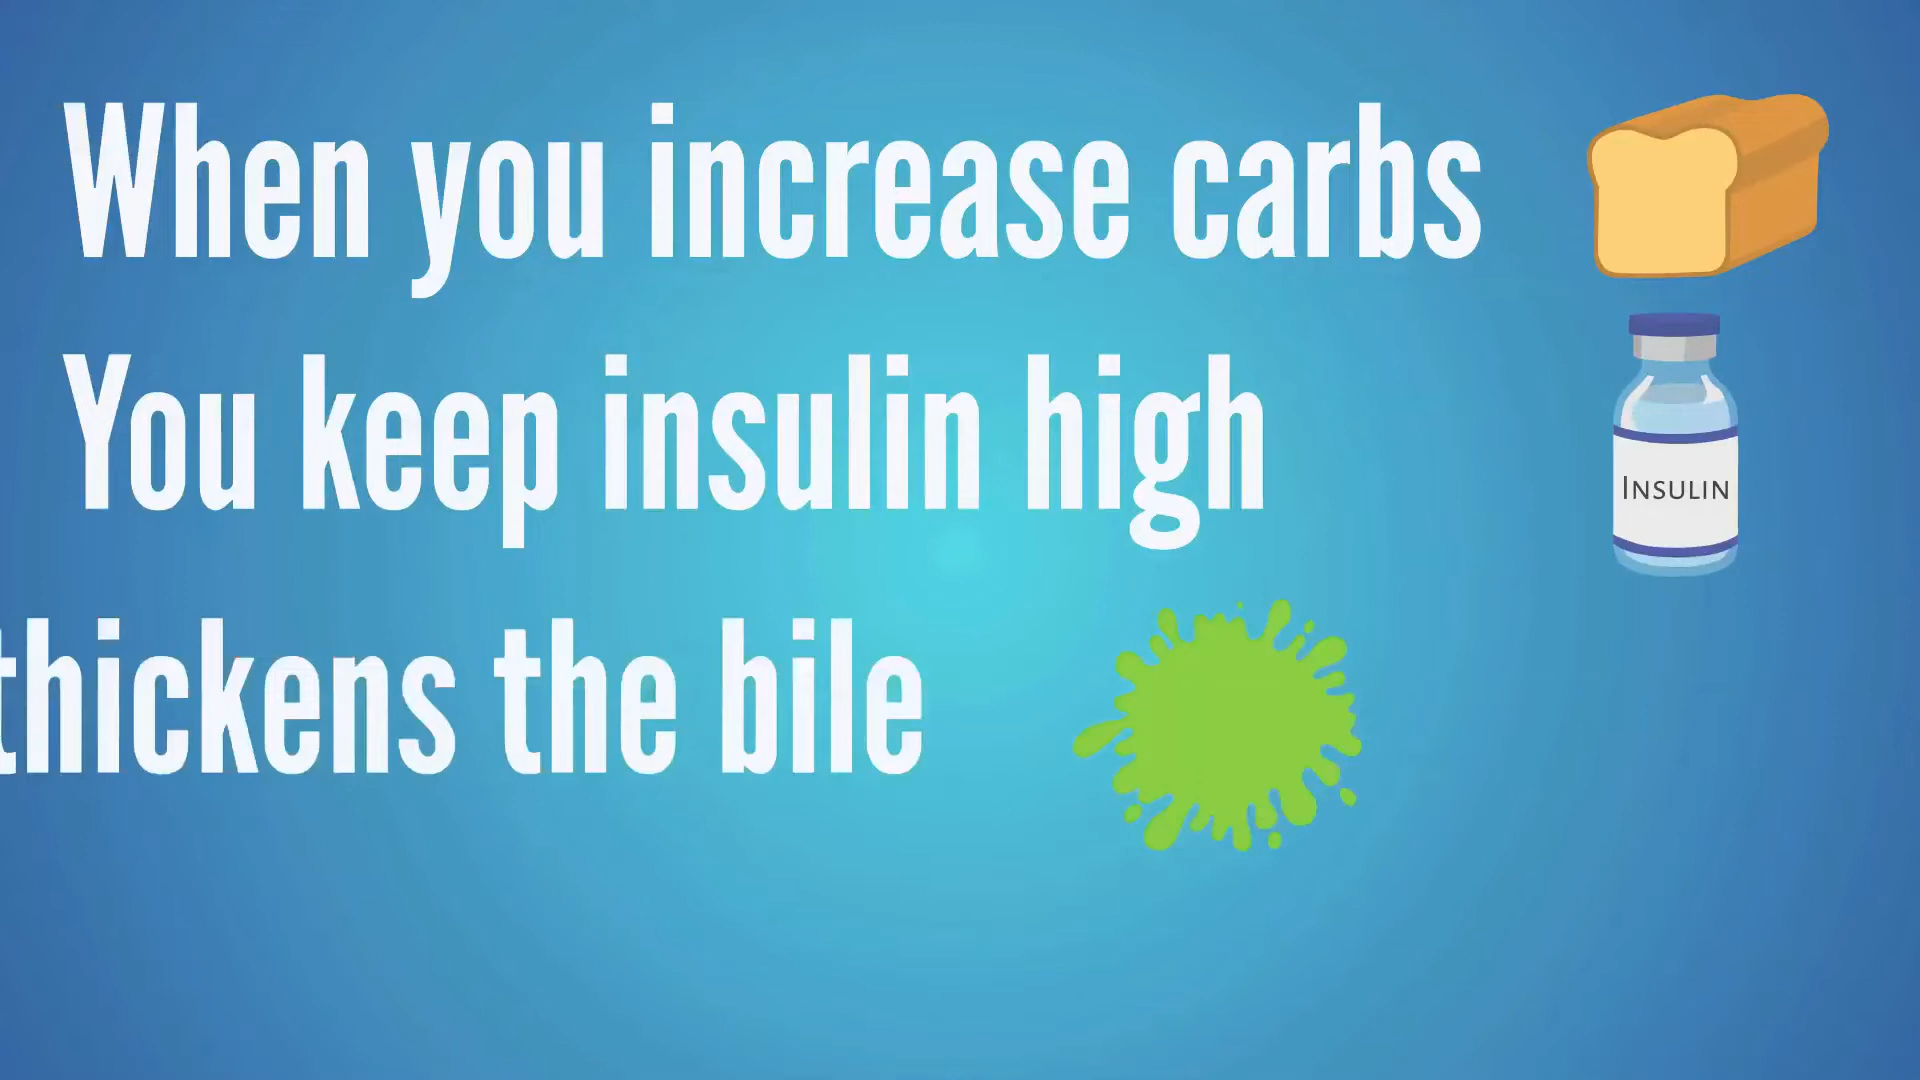 When you increase carbs
You keep insulin high
INSULIN
thickens the bile